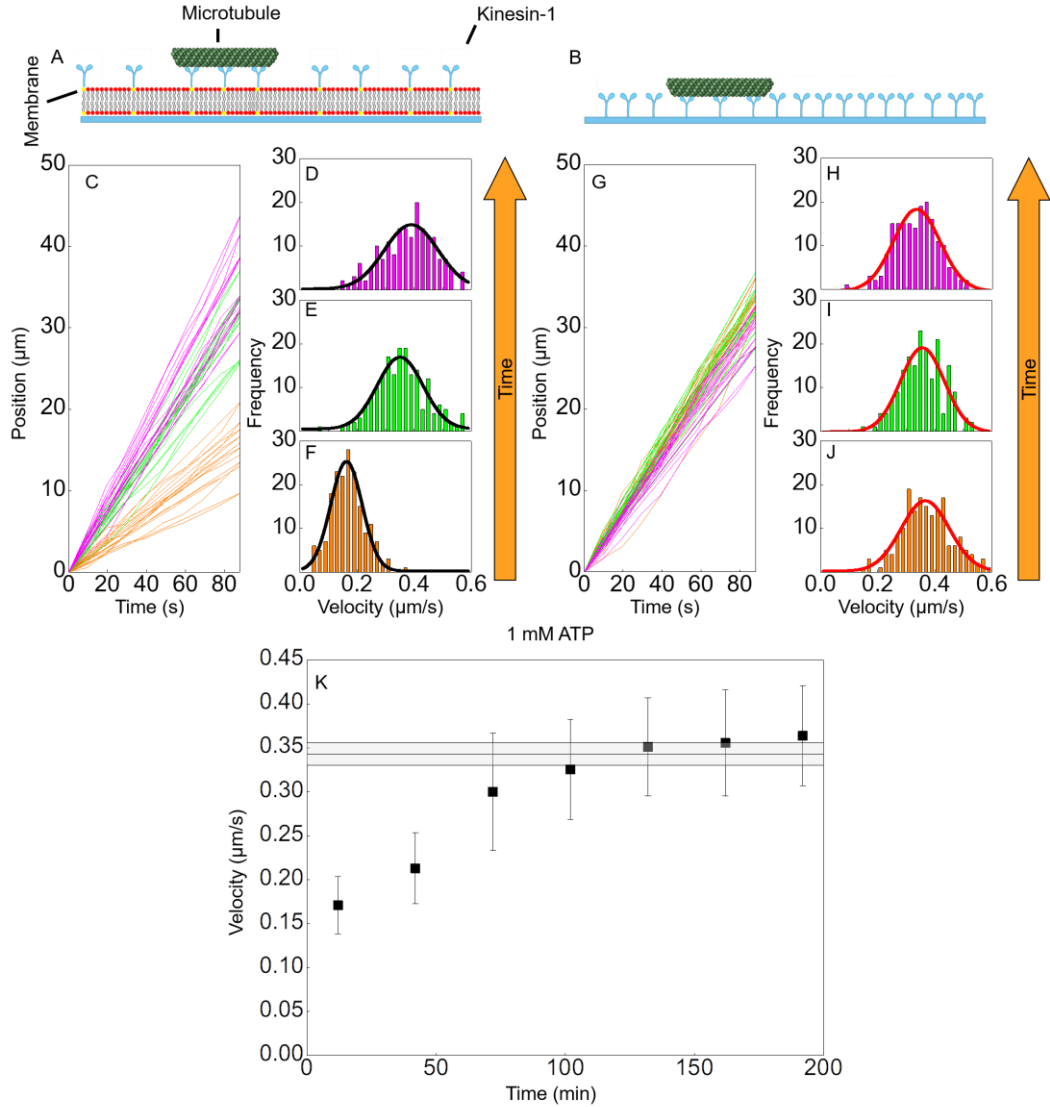 Microtubule
Kinesin-1
A
B
Membrane
C
50
40
30
20
10
0
Position (µm)
0 20 40 60 80
Time (s)
D
30
20
10
E
30
20
10
F
30
20
10
Frequency
0.0 0.2 0.4 0.6
Velocity (µm/s)
Time
G
50
40
30
20
10
0
Position (µm)
0 20 40 60 80
Time (s)
H
30
20
10
I
30
20
10
J
30
20
10
Frequency
0.0 0.2 0.4 0.6
Velocity (µm/s)
Time
1 mM ATP
K
0.45
0.40
0.35
0.30
0.25
0.20
0.15
0.10
0.05
0.00
Velocity (µm/s)
0 50 100 150 200
Time (min)